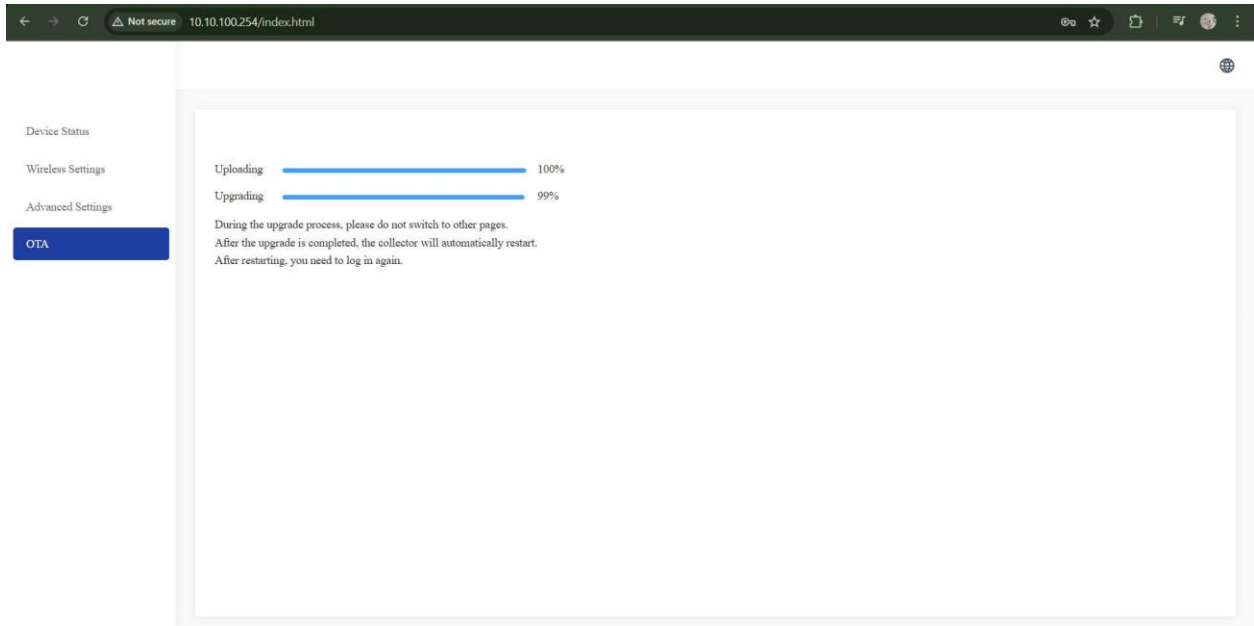 Not secure 10.10.100.254/index.html
Device Status
Wireless Settings
Advanced Settings
OTA
Uploading 100%
Upgrading 99%
During the upgrade process, please do not switch to other pages.
After the upgrade is completed, the collector will automatically restart.
After restarting, you need to log in again.